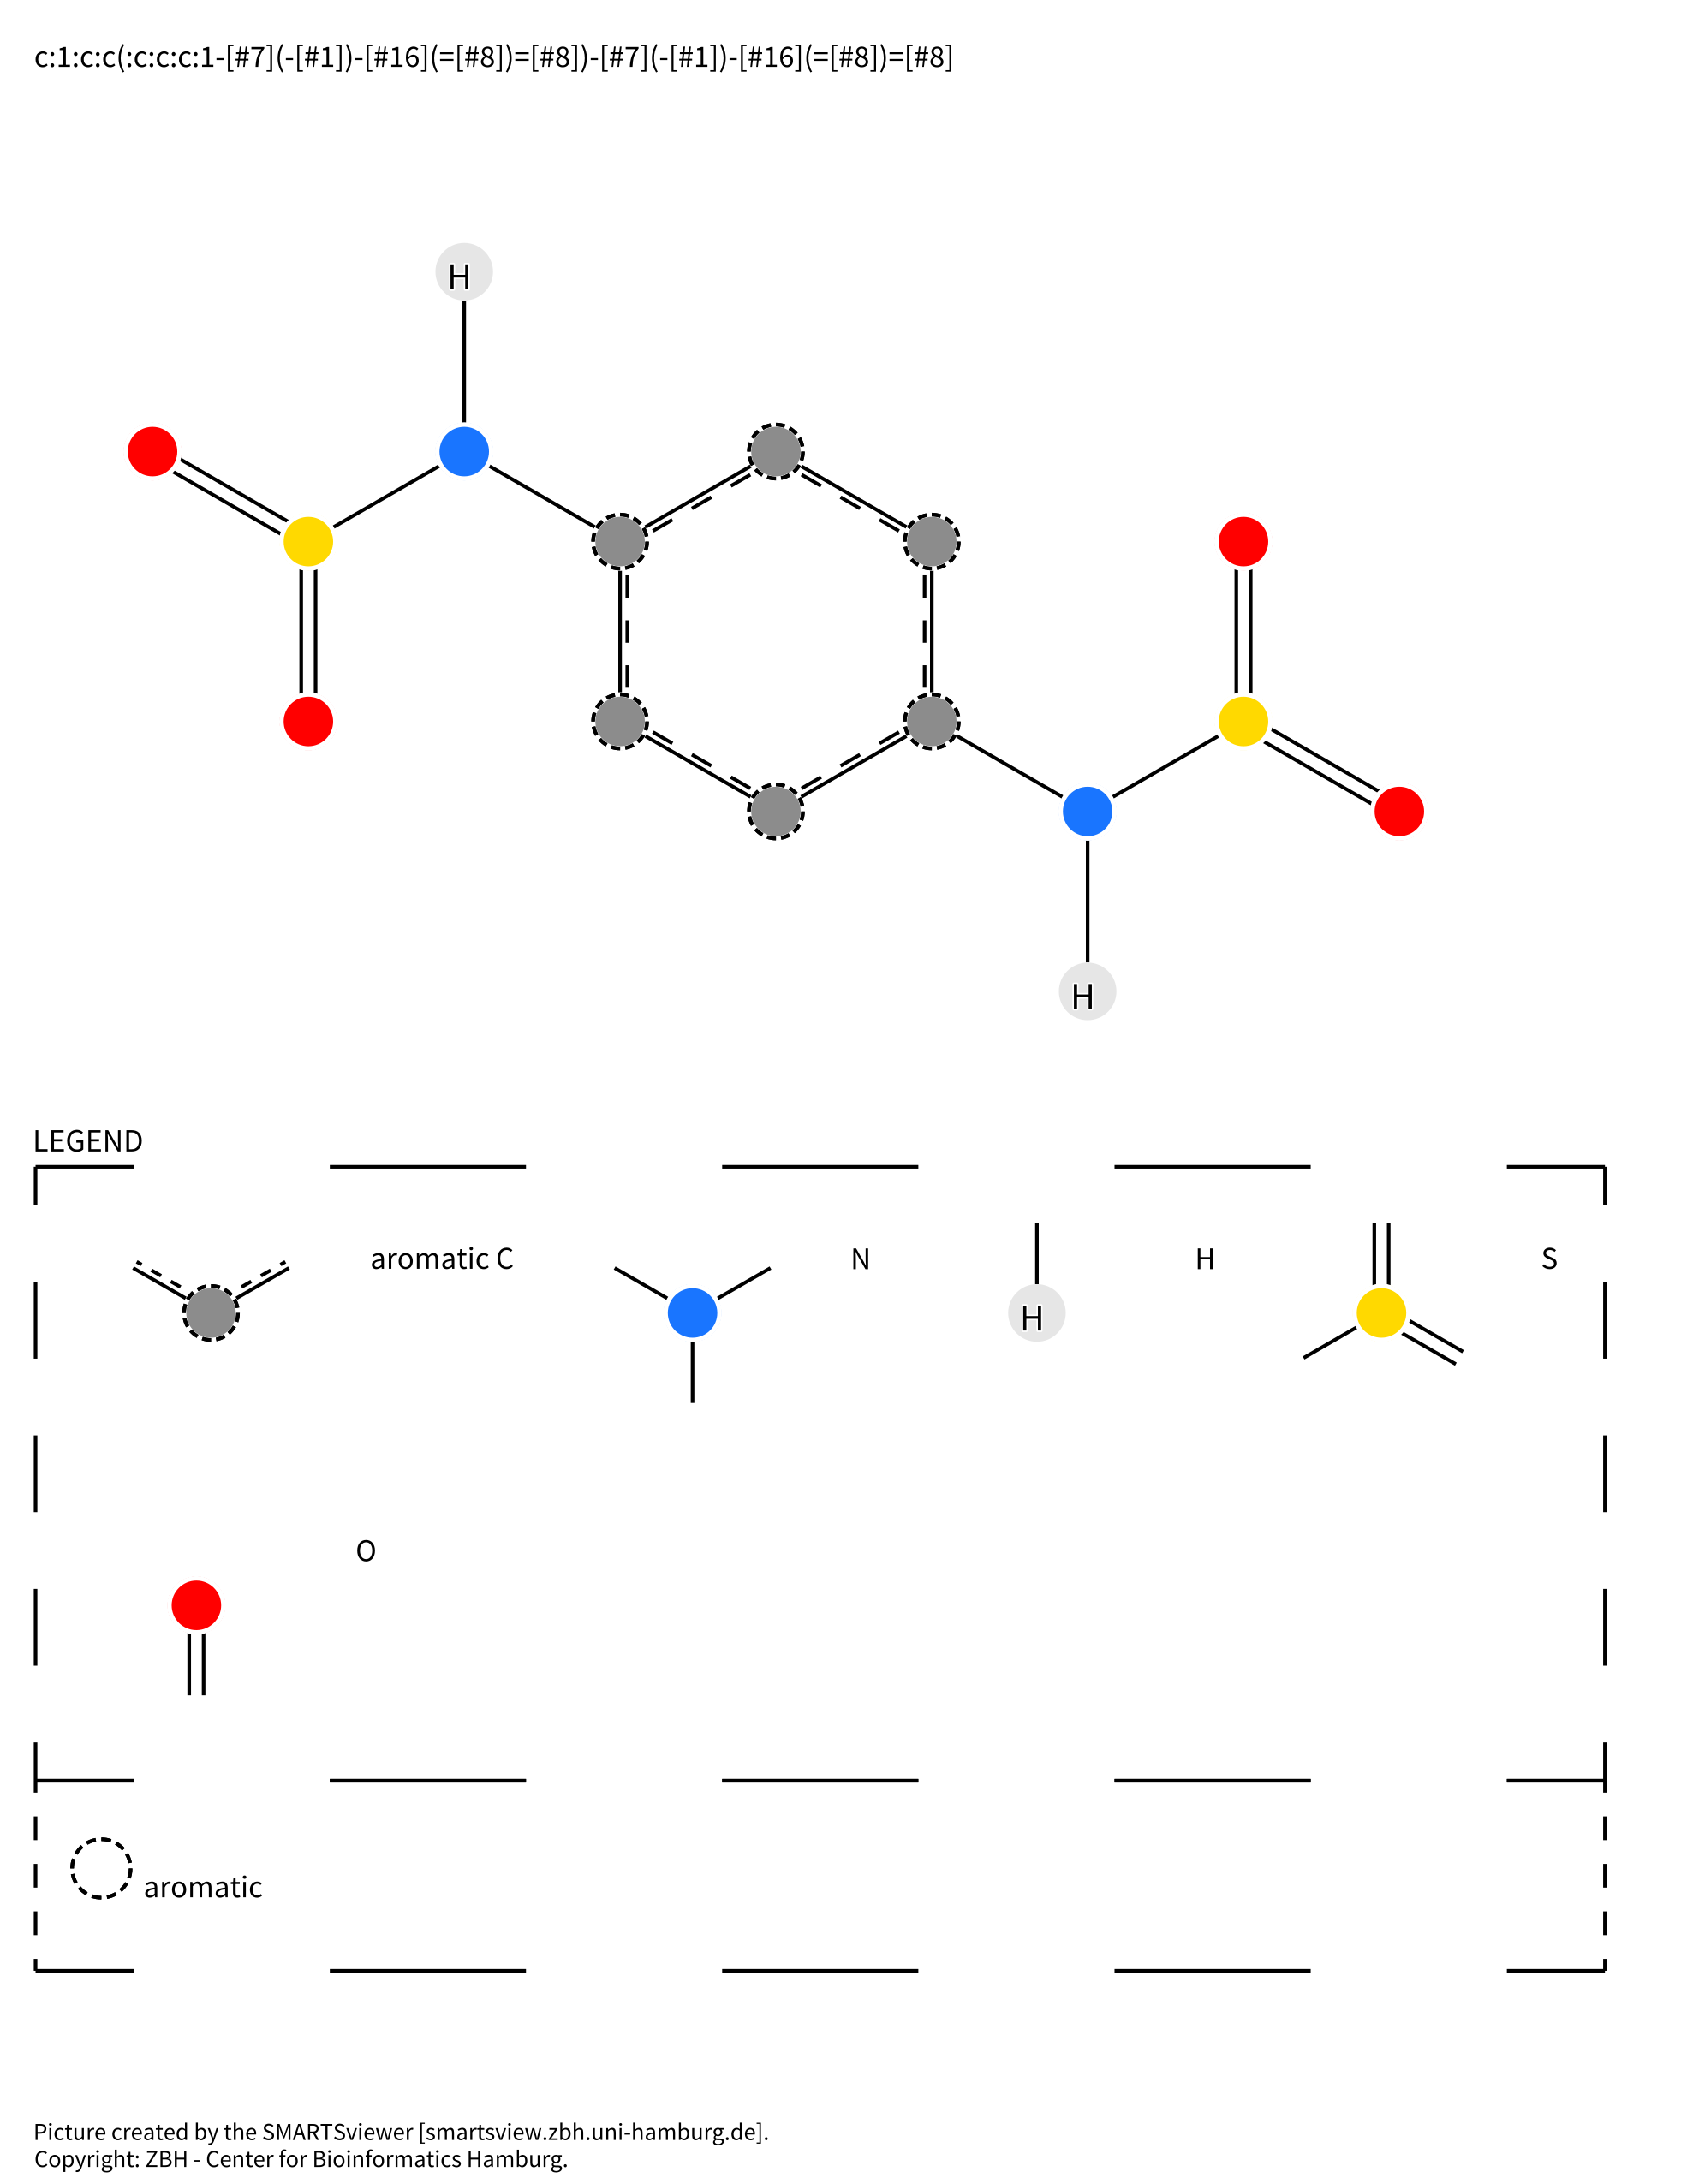 c:1:c:c(:c:c:c:1-[#7](-[#1])-[#16](=[#8])=[#8])-[#7](-[#1])-[#16](=[#8])=[#8]
H
H
LEGEND
aromatic C
N
H
H
S
O
aromatic
Picture created by the SMARTSviewer [smartsview.zbh.uni-hamburg.de].
Copyright: ZBH - Center for Bioinformatics Hamburg.